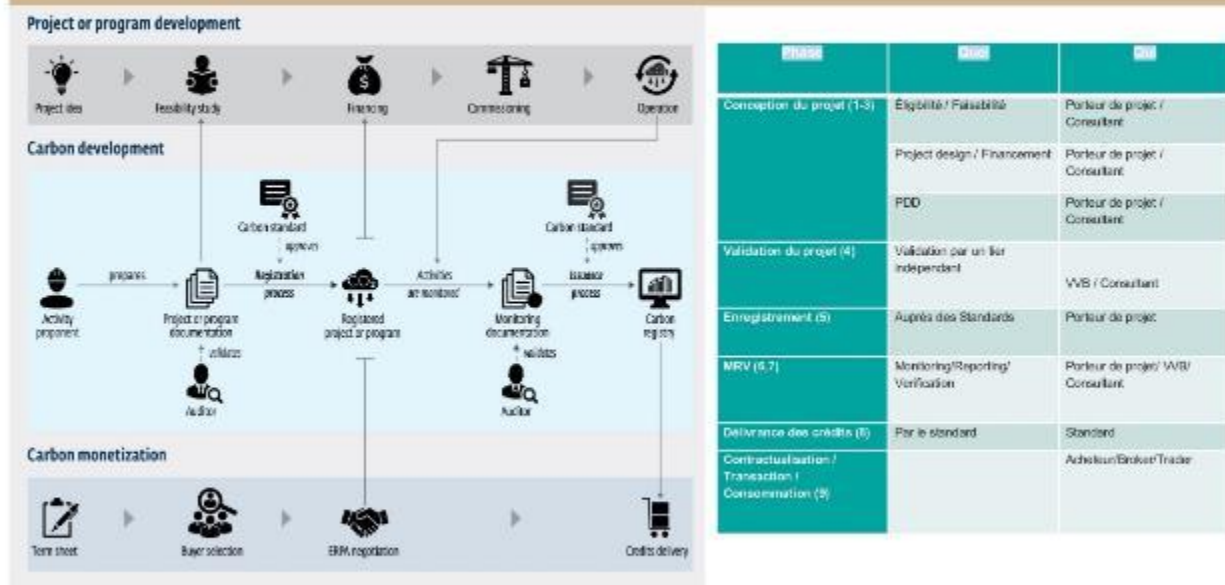 Project or program development
Project idea
Feasibility study
Financing
Commissioning
Operation
Carbon development
Carbon standard
approves
Carbon standard
approves
prepares
Registration
process
Activities
are monitored
Issuance
process
Activity
proponent
Project or program
documentation
Registered
project or program
Monitoring
documentation
Carbon
registry
validates
validates
Auditor
Auditor
Carbon monetization
Term sheet
Buyer selection
ERPA negotiation
Credits delivery
Phase
Quoi
Qui
Conception du projet (1-3)
Éligibilité / Faisabilité
Porteur de projet /
Consultant
Project design / Financement
Porteur de projet /
Consultant
PDD
Porteur de projet /
Consultant
Validation du projet (4)
Validation par un tier
indépendant
VVB / Consultant
Enregistrement (5)
Auprès des Standards
Porteur de projet
MRV (6,7)
Monitoring/Reporting/
Verification
Porteur de projet/ VVB/
Consultant
Délivrance des crédits (8)
Par le standard
Standard
Contractualisation /
Transaction /
Consommation (9)
Acheteur/Broker/Trader